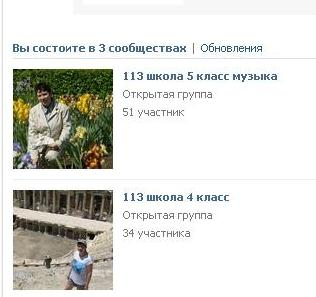 Вы состоите в 3 сообществах | Обновления
113 школа 5 класс музыка
Открытая группа
51 участник
113 школа 4 класс
Открытая группа
34 участника